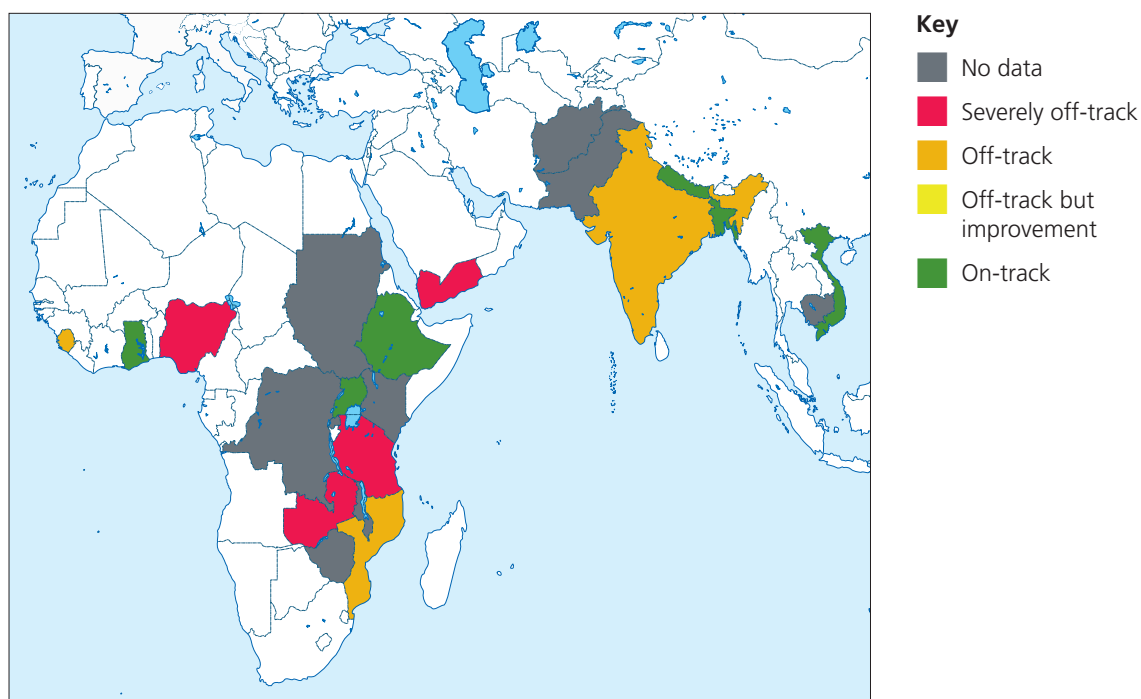 Key
No data
Severely off-track
Off-track
Off-track but
improvement
On-track